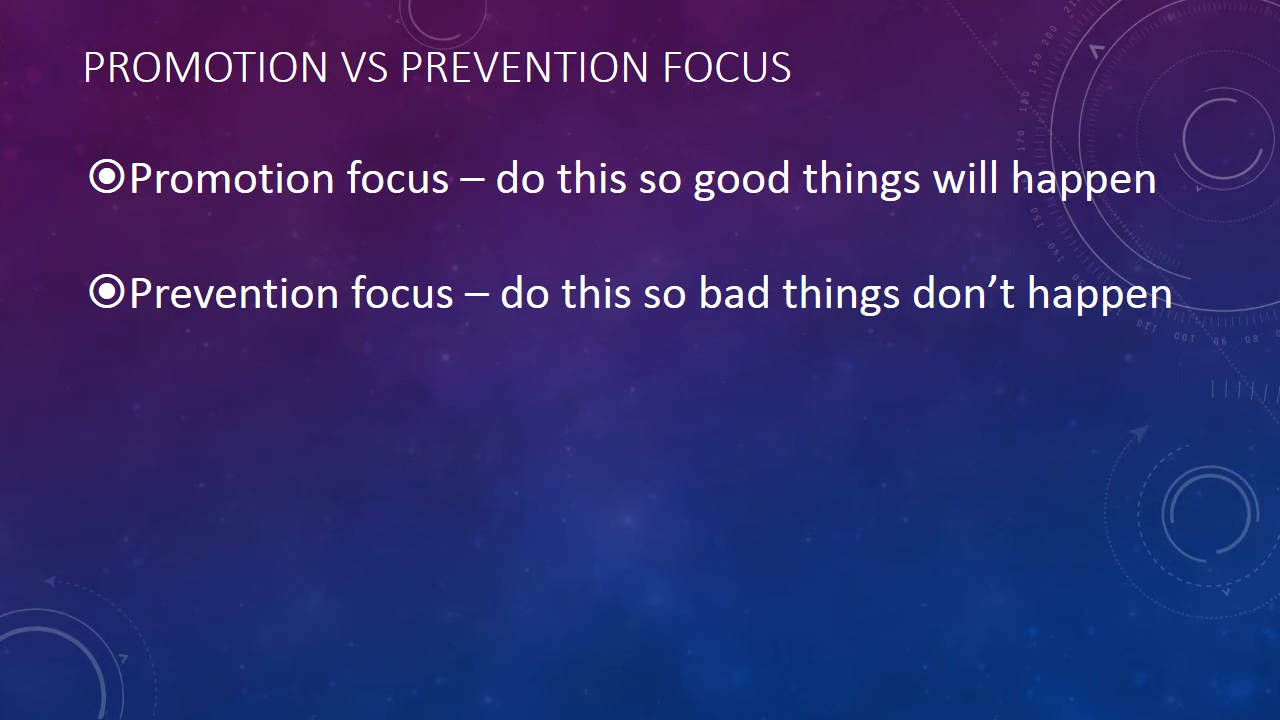 PROMOTION VS PREVENTION FOCUS
Promotion focus – do this so good things will happen
Prevention focus – do this so bad things don’t happen